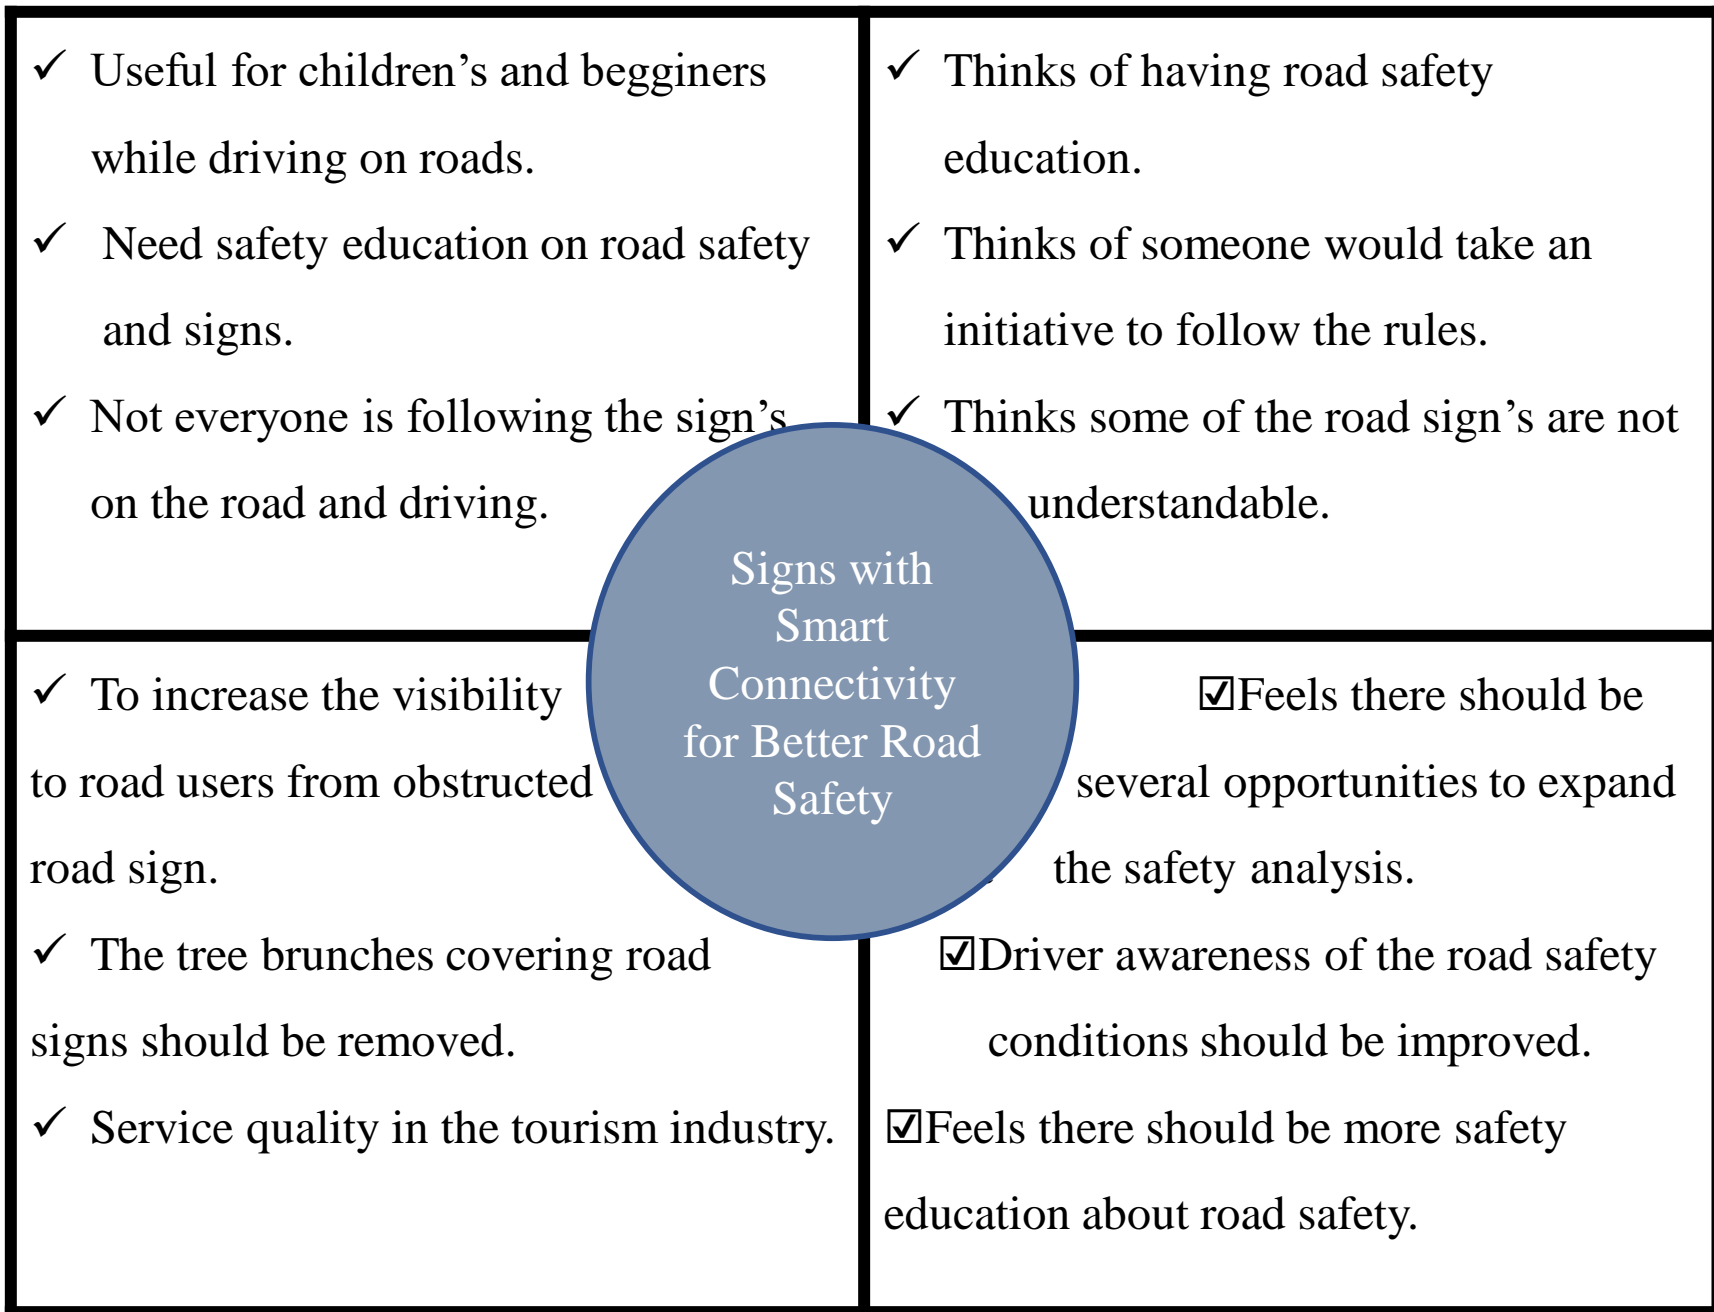 ✓ Useful for children’s and begginers
while driving on roads.
✓ Need safety education on road safety
and signs.
✓ Not everyone is following the sign’s
on the road and driving.
✓ Thinks of having road safety
education.
✓ Thinks of someone would take an
initiative to follow the rules.
✓ Thinks some of the road sign’s are not
understandable.
Signs with
Smart
Connectivity
for Better Road
Safety
✓ To increase the visibility
to road users from obstructed
road sign.
✓ The tree brunches covering road
signs should be removed.
✓ Service quality in the tourism industry.
☑Feels there should be
several opportunities to expand
the safety analysis.
☑Driver awareness of the road safety
conditions should be improved.
☑Feels there should be more safety
education about road safety.